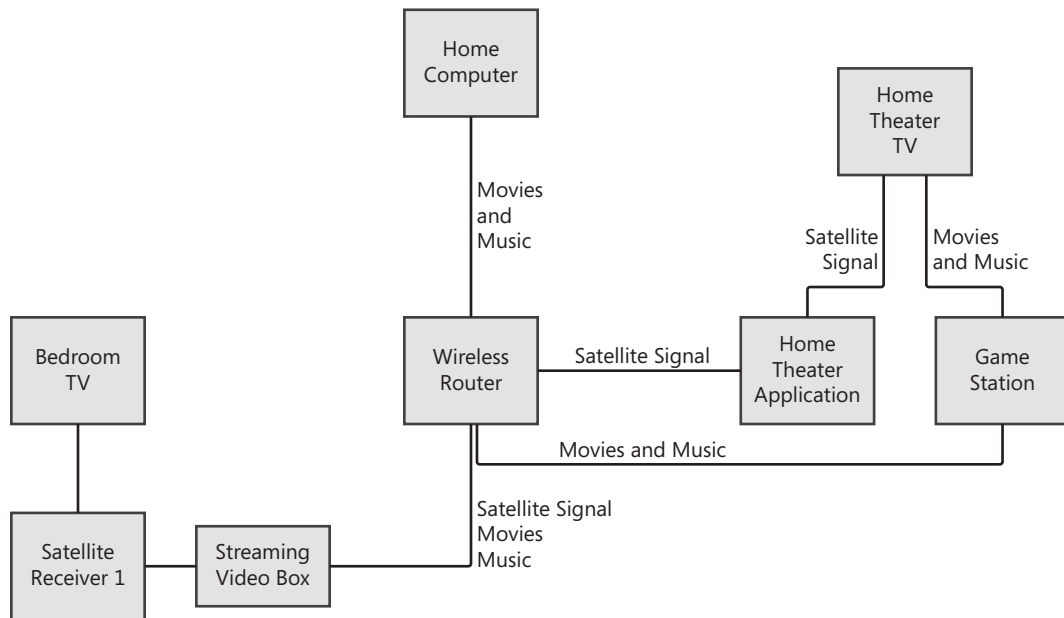 Home
Computer
Home
Theater
TV
Movies
and
Music
Satellite
Signal
Movies
and Music
Bedroom
TV
Wireless
Router
Satellite Signal
Home
Theater
Application
Game
Station
Movies and Music
Satellite Signal
Movies
Music
Satellite
Receiver 1
Streaming
Video Box